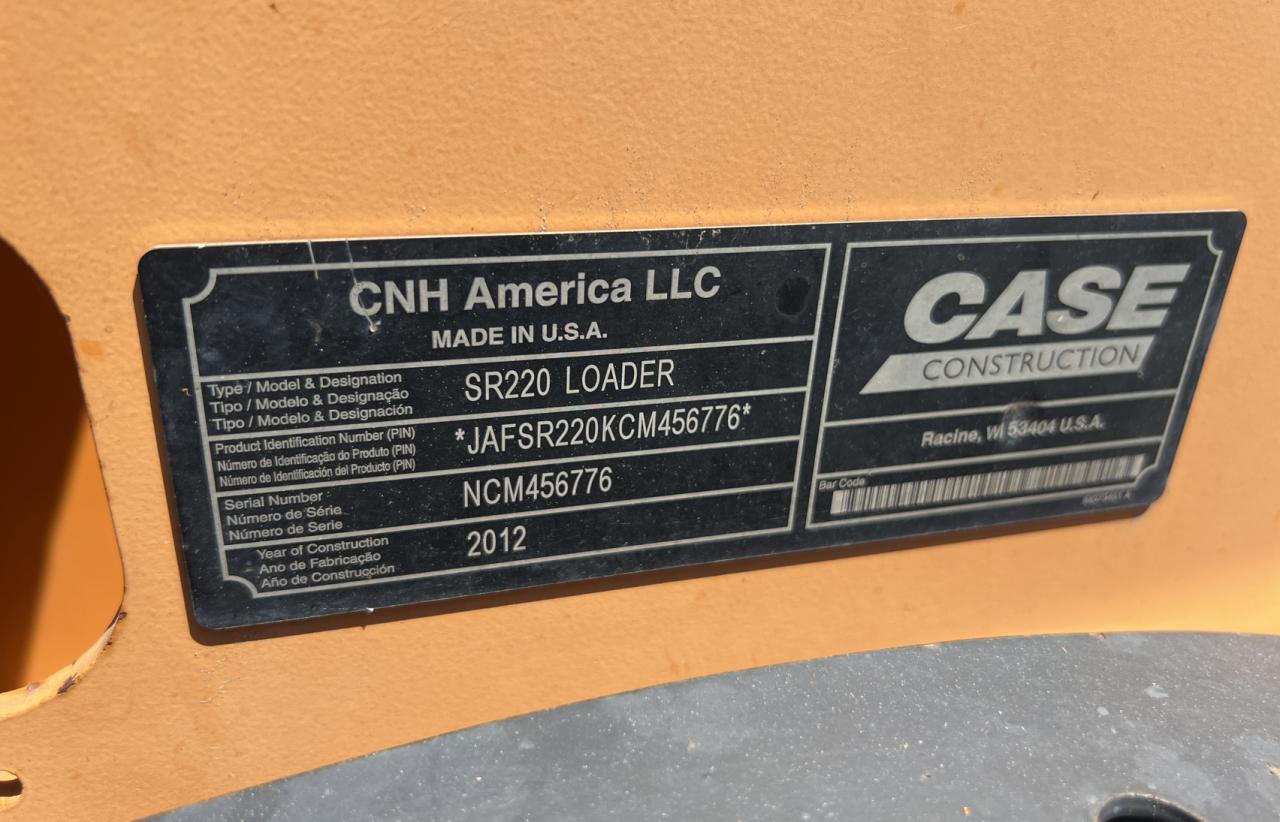 CNH America LLC
MADE IN U.S.A.
Type / Model & Designation
Tipo / Modelo & Designação
Tipo / Modelo & Designación
SR220 LOADER
Product Identification Number (PIN)
Número de Identificação do Produto (PIN)
Número de Identificación del Producto (PIN)
*JAFSR220KCM456776*
Serial Number
Número de Série
Número de Serie
NCM456776
Year of Construction
Ano de Fabricação
Año de Construcción
2012
CASE
CONSTRUCTION
Racine, WI 53404 U.S.A.
Bar Code